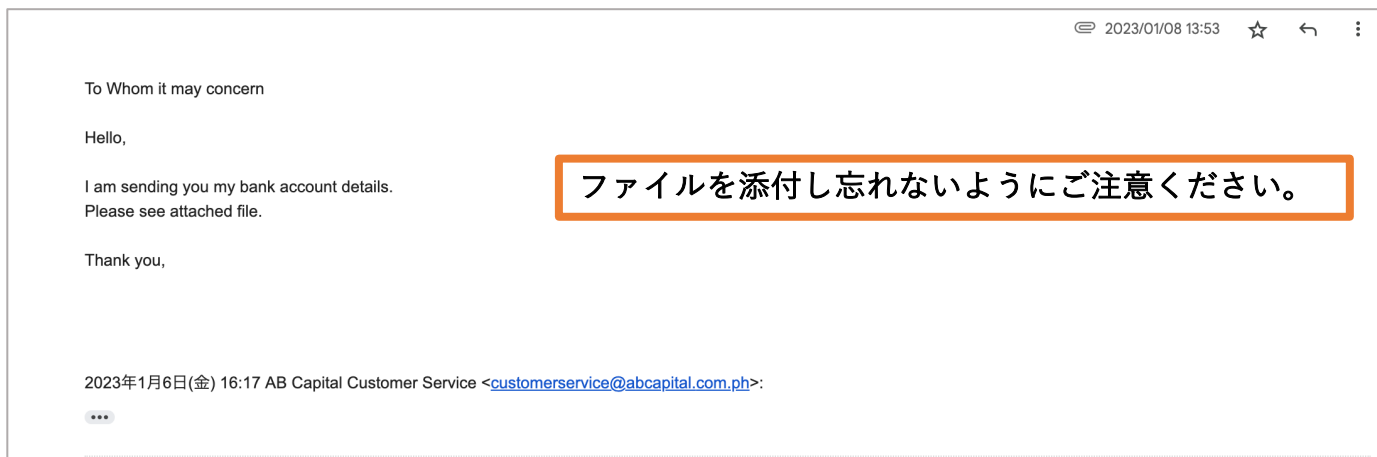 2023/01/08 13:53
To Whom it may concern
Hello,
I am sending you my bank account details.
Please see attached file.
ファイルを添付し忘れないようにご注意ください。
Thank you,
2023年1月6日(金) 16:17 AB Capital Customer Service <customerservice@abcapital.com.ph>: